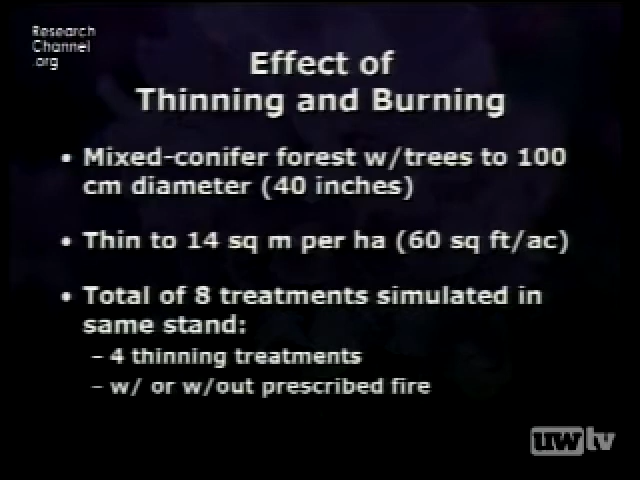 Research
Channel
.org
Effect of
Thinning and Burning
• Mixed-conifer forest w/trees to 100
cm diameter (40 inches)
• Thin to 14 sq m per ha (60 sq ft/ac)
• Total of 8 treatments simulated in
same stand:
– 4 thinning treatments
– w/ or w/out prescribed fire
uwtv